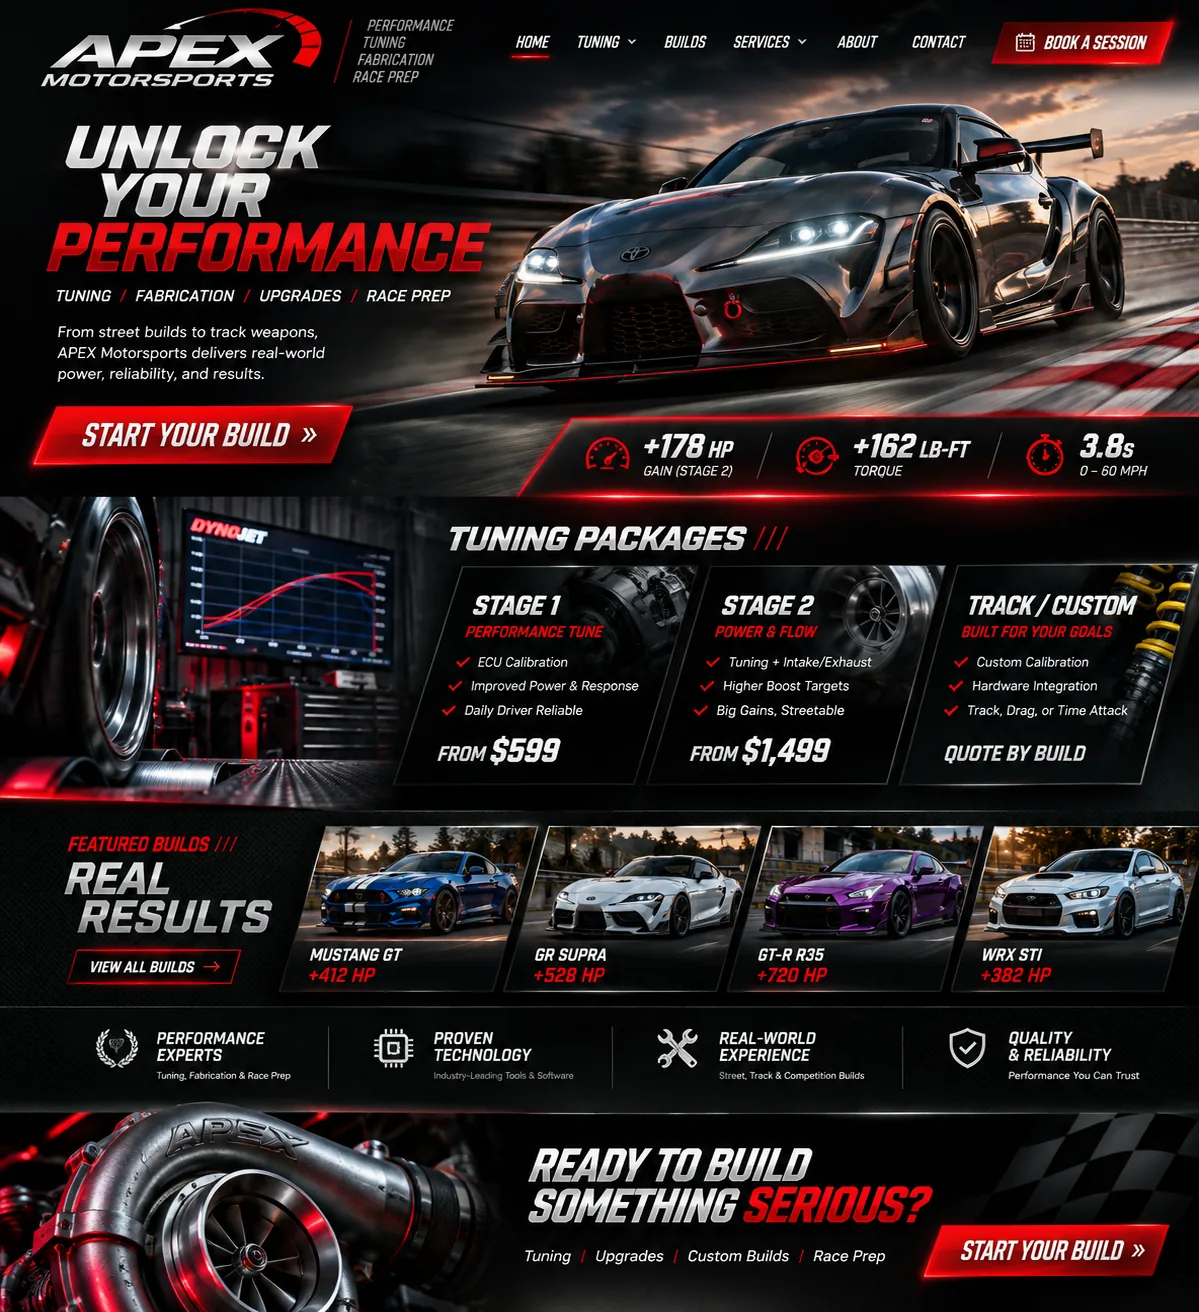 APEX
MOTORSPORTS
PERFORMANCE
TUNING
FABRICATION
RACE PREP
HOME
TUNING
BUILDS
SERVICES
ABOUT
CONTACT
BOOK A SESSION
UNLOCK
YOUR
PERFORMANCE
TUNING / FABRICATION / UPGRADES / RACE PREP
From street builds to track weapons,
APEX Motorsports delivers real-world
power, reliability, and results.
START YOUR BUILD »
+178 HP
GAIN (STAGE 2)
+162 LB-FT
TORQUE
3.8s
0 – 60 MPH
DYNOJET
TUNING PACKAGES ///
STAGE 1
PERFORMANCE TUNE
ECU Calibration
Improved Power & Response
Daily Driver Reliable
FROM $599
STAGE 2
POWER & FLOW
Tuning + Intake/Exhaust
Higher Boost Targets
Big Gains, Streetable
FROM $1,499
TRACK / CUSTOM
BUILT FOR YOUR GOALS
Custom Calibration
Hardware Integration
Track, Drag, or Time Attack
QUOTE BY BUILD
FEATURED BUILDS ///
REAL
RESULTS
VIEW ALL BUILDS →
MUSTANG GT
+412 HP
GR SUPRA
+528 HP
GT-R R35
+720 HP
WRX STI
+382 HP
PERFORMANCE
EXPERTS
Tuning, Fabrication & Race Prep
PROVEN
TECHNOLOGY
Industry-Leading Tools & Software
REAL-WORLD
EXPERIENCE
Street, Track & Competition Builds
QUALITY
& RELIABILITY
Performance You Can Trust
APEX
READY TO BUILD
SOMETHING SERIOUS?
Tuning / Upgrades / Custom Builds / Race Prep
START YOUR BUILD »